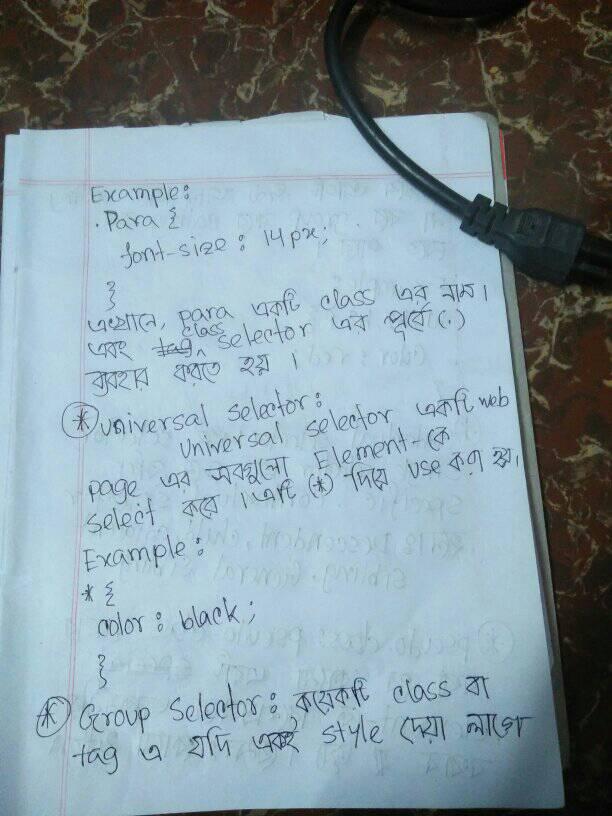 Example:
.Para {
font-size: 14px;
}
এখানে, para একটি class এর নাম।
এবং class selector এর পূর্বে (.)
ব্যবহার করতে হয়।
* universal selector:
universal selector একটি web
page এর সবগুলো Element-কে
select করে। এটি (*) দিয়ে use করা হয়।
Example:
* {
color: black;
}
* Group selector: কয়েকটি class বা
tag এ যদি একই style দেয়া লাগে